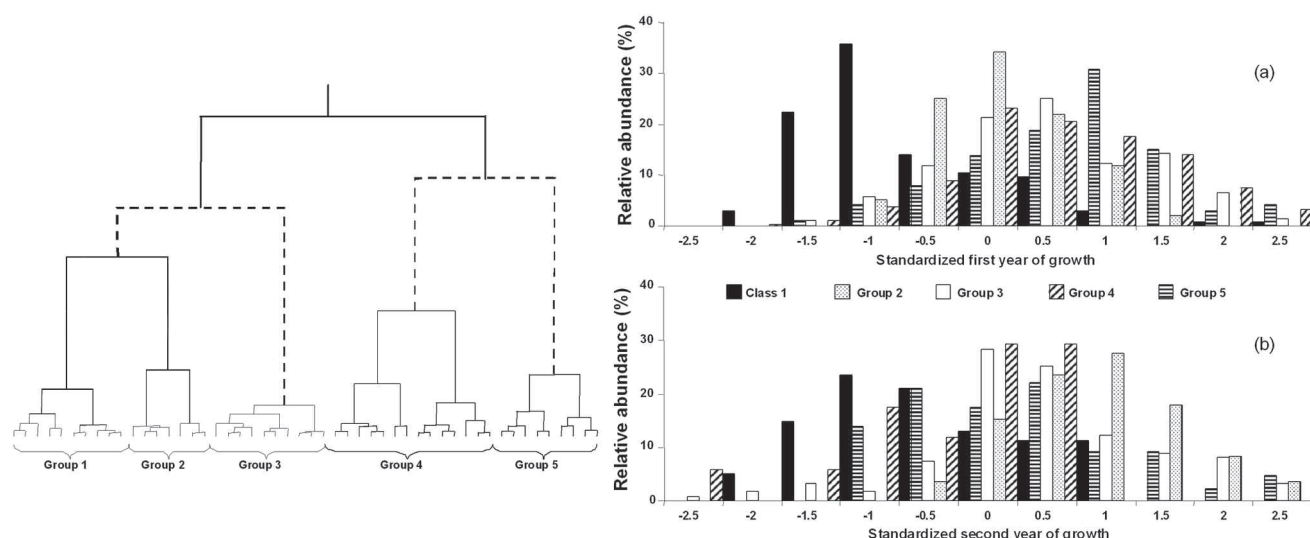 Group 1 Group 2 Group 3 Group 4 Group 5
Relative abundance (%)
40
30
20
10
0
(a)
-2.5 -2 -1.5 -1 -0.5 0 0.5 1 1.5 2 2.5
Standardized first year of growth
Class 1 Group 2 Group 3 Group 4 Group 5
Relative abundance (%)
40
30
20
10
0
(b)
-2.5 -2 -1.5 -1 -0.5 0 0.5 1 1.5 2 2.5
Standardized second year of growth